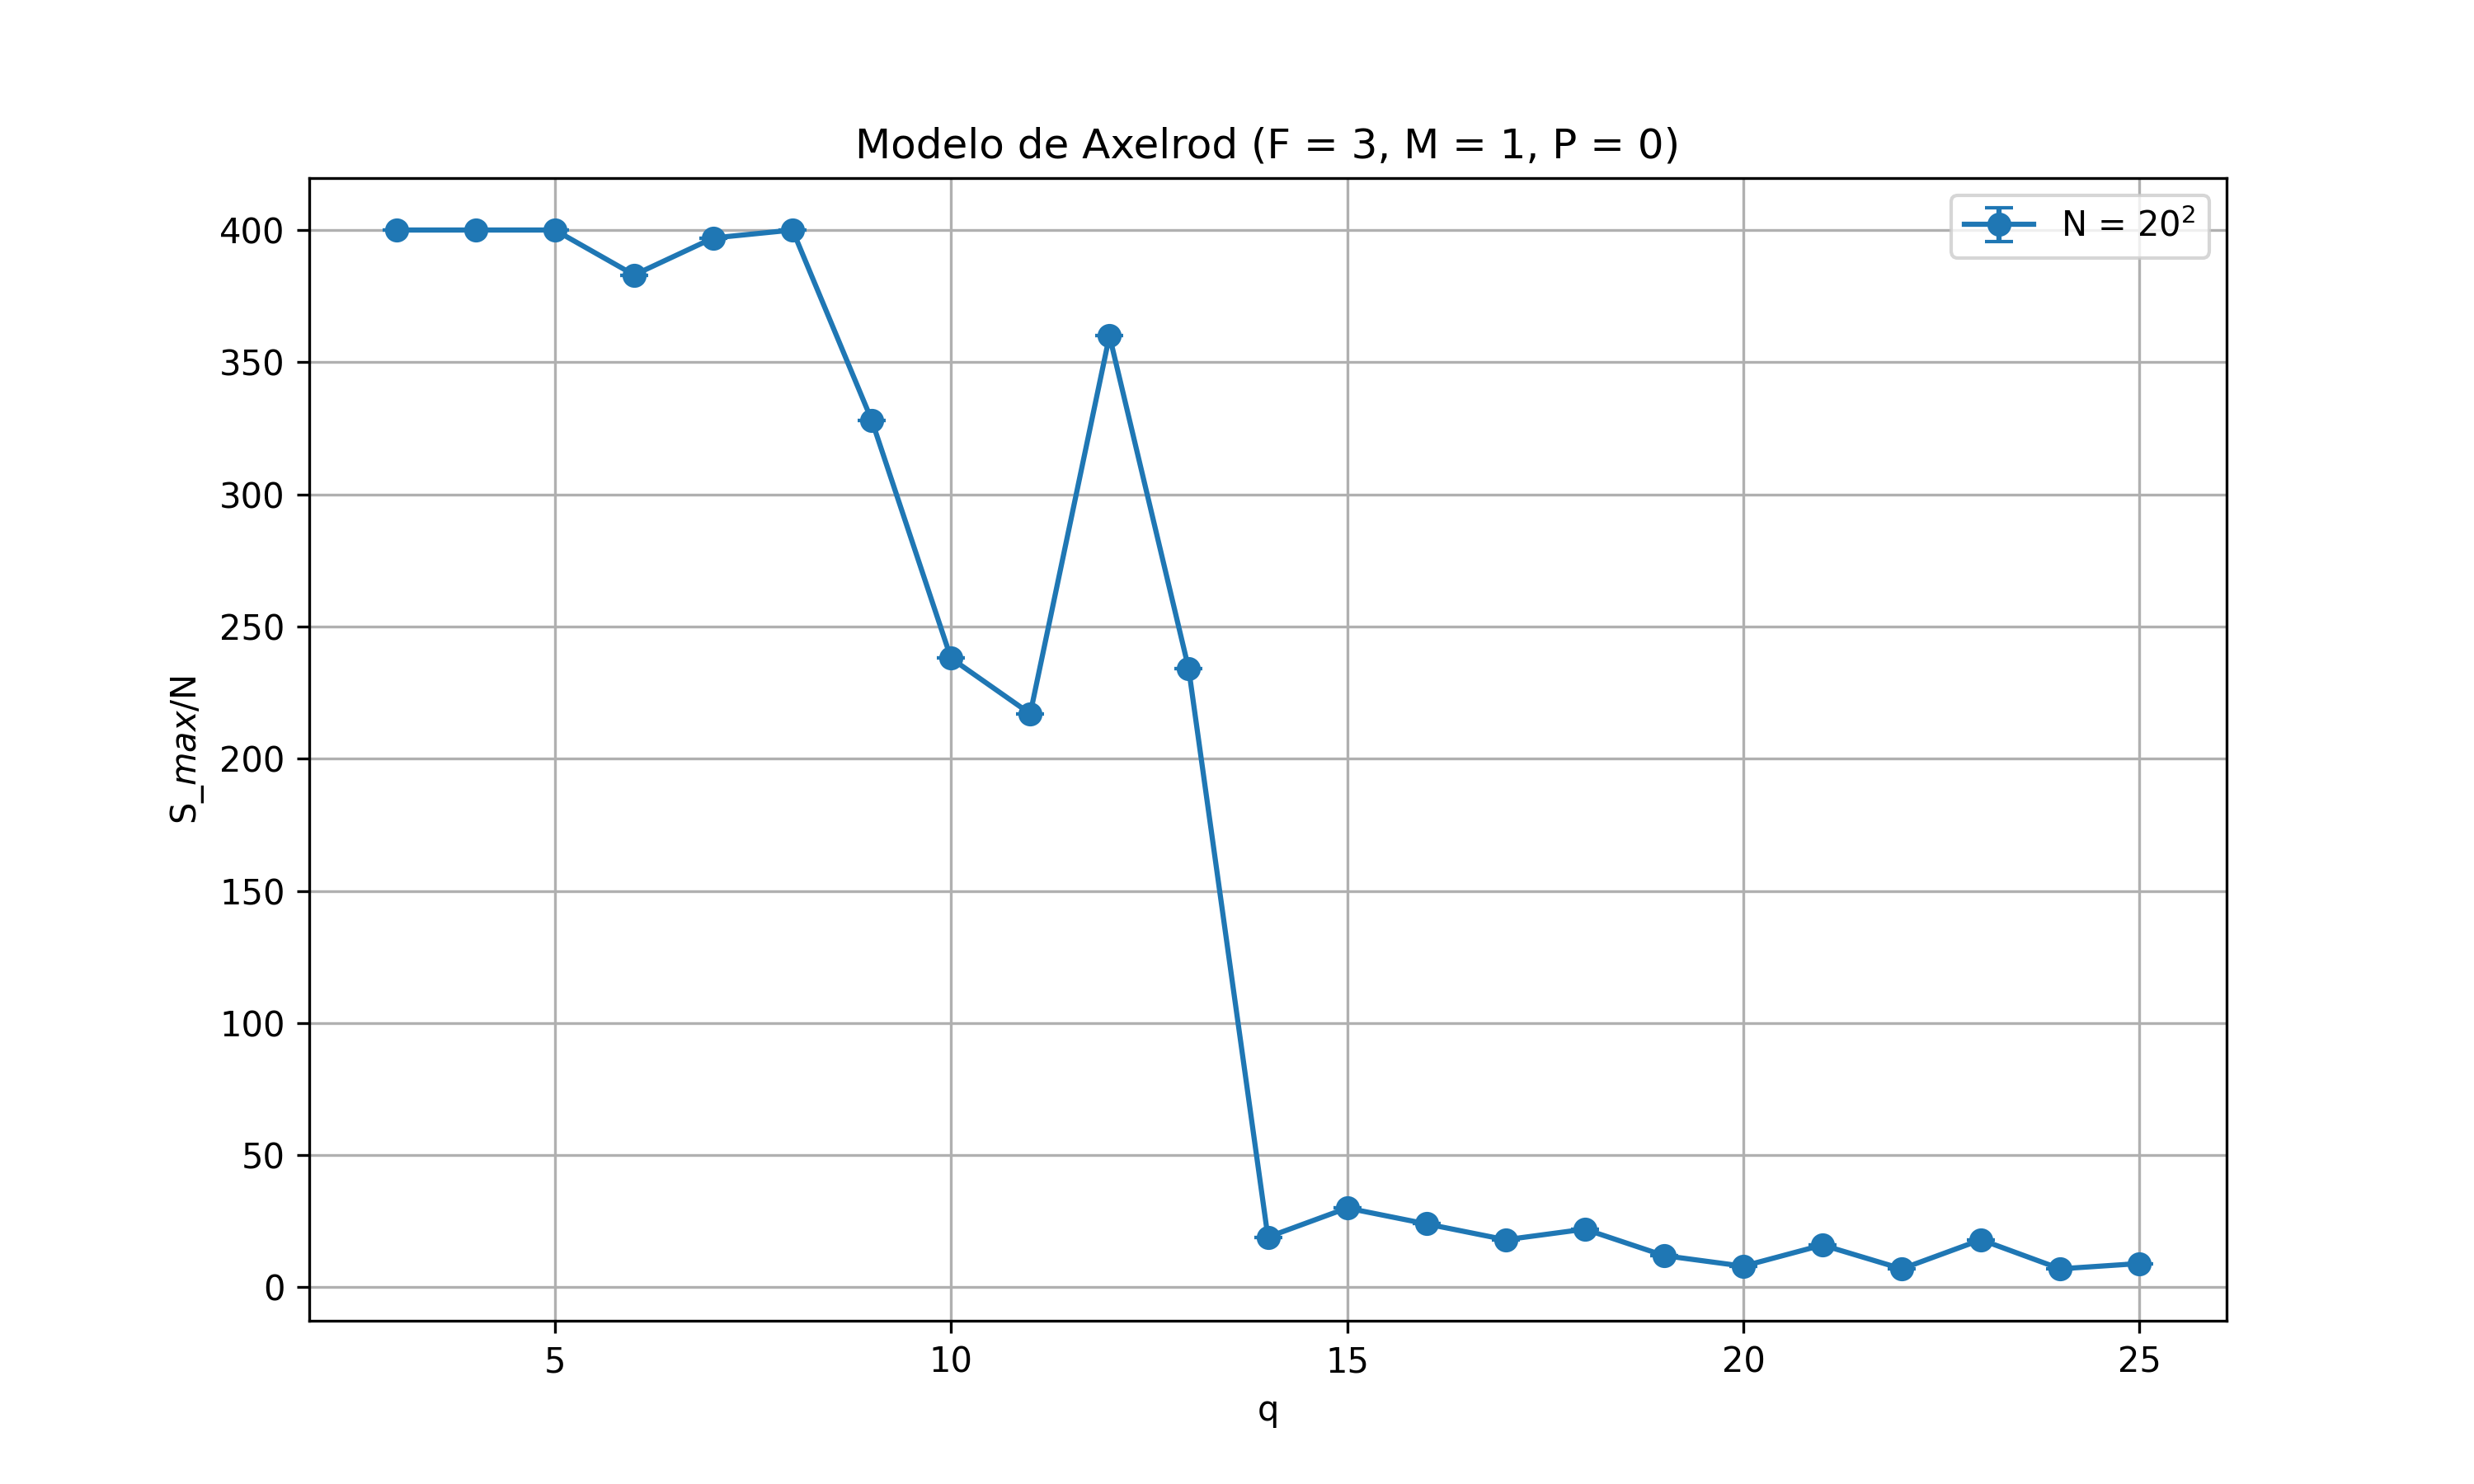 Modelo de Axelrod (F = 3, M = 1, P = 0)
N = 20²
S_max/N
400
350
300
250
200
150
100
50
0
5 10 15 20 25
q